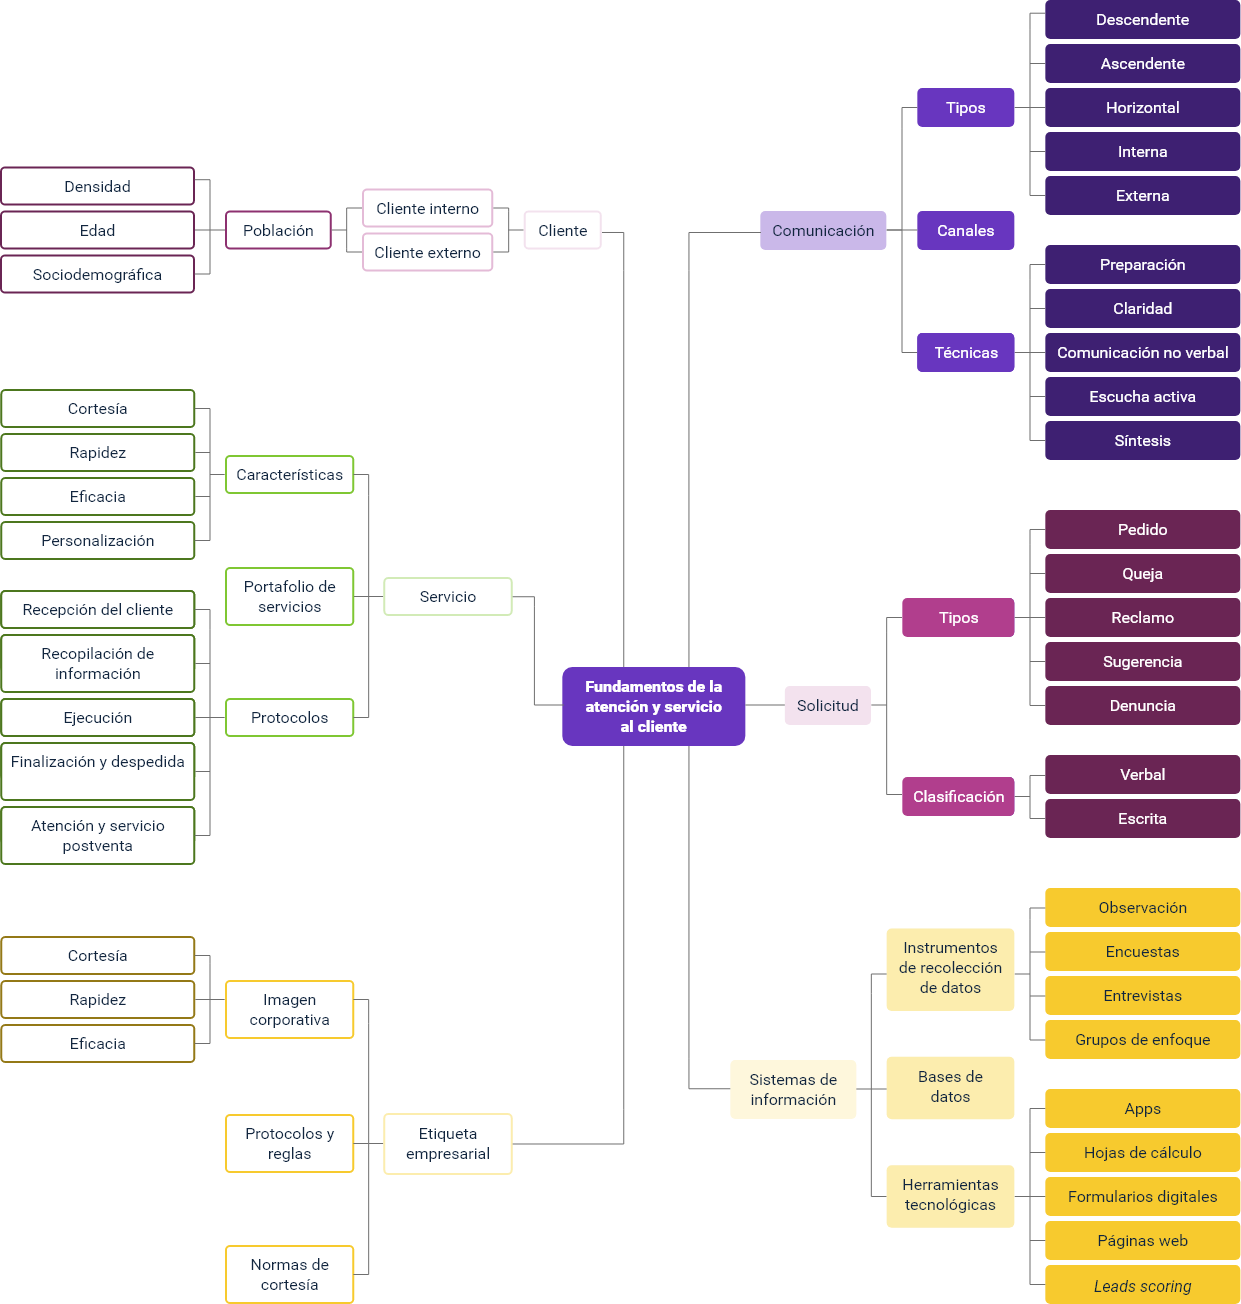 Fundamentos de la
atención y servicio
al cliente
Cliente
Cliente interno
Cliente externo
Población
Densidad
Edad
Sociodemográfica
Servicio
Características
Cortesía
Rapidez
Eficacia
Personalización
Portafolio de
servicios
Protocolos
Recepción del cliente
Recopilación de
información
Ejecución
Finalización y despedida
Atención y servicio
postventa
Etiqueta
empresarial
Imagen
corporativa
Cortesía
Rapidez
Eficacia
Protocolos y
reglas
Normas de
cortesía
Comunicación
Tipos
Descendente
Ascendente
Horizontal
Interna
Externa
Canales
Técnicas
Preparación
Claridad
Comunicación no verbal
Escucha activa
Síntesis
Solicitud
Tipos
Pedido
Queja
Reclamo
Sugerencia
Denuncia
Clasificación
Verbal
Escrita
Sistemas de
información
Instrumentos
de recolección
de datos
Observación
Encuestas
Entrevistas
Grupos de enfoque
Bases de
datos
Herramientas
tecnológicas
Apps
Hojas de cálculo
Formularios digitales
Páginas web
Leads scoring